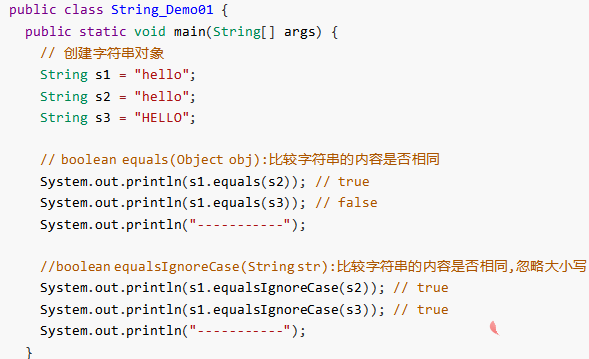 public class String_Demo01 {
public static void main(String[] args) {
// 创建字符串对象
String s1 = "hello";
String s2 = "hello";
String s3 = "HELLO";
// boolean equals(Object obj):比较字符串的内容是否相同
System.out.println(s1.equals(s2)); // true
System.out.println(s1.equals(s3)); // false
System.out.println("-----------");
//boolean equalsIgnoreCase(String str):比较字符串的内容是否相同,忽略大小写
System.out.println(s1.equalsIgnoreCase(s2)); // true
System.out.println(s1.equalsIgnoreCase(s3)); // true
System.out.println("-----------");
}